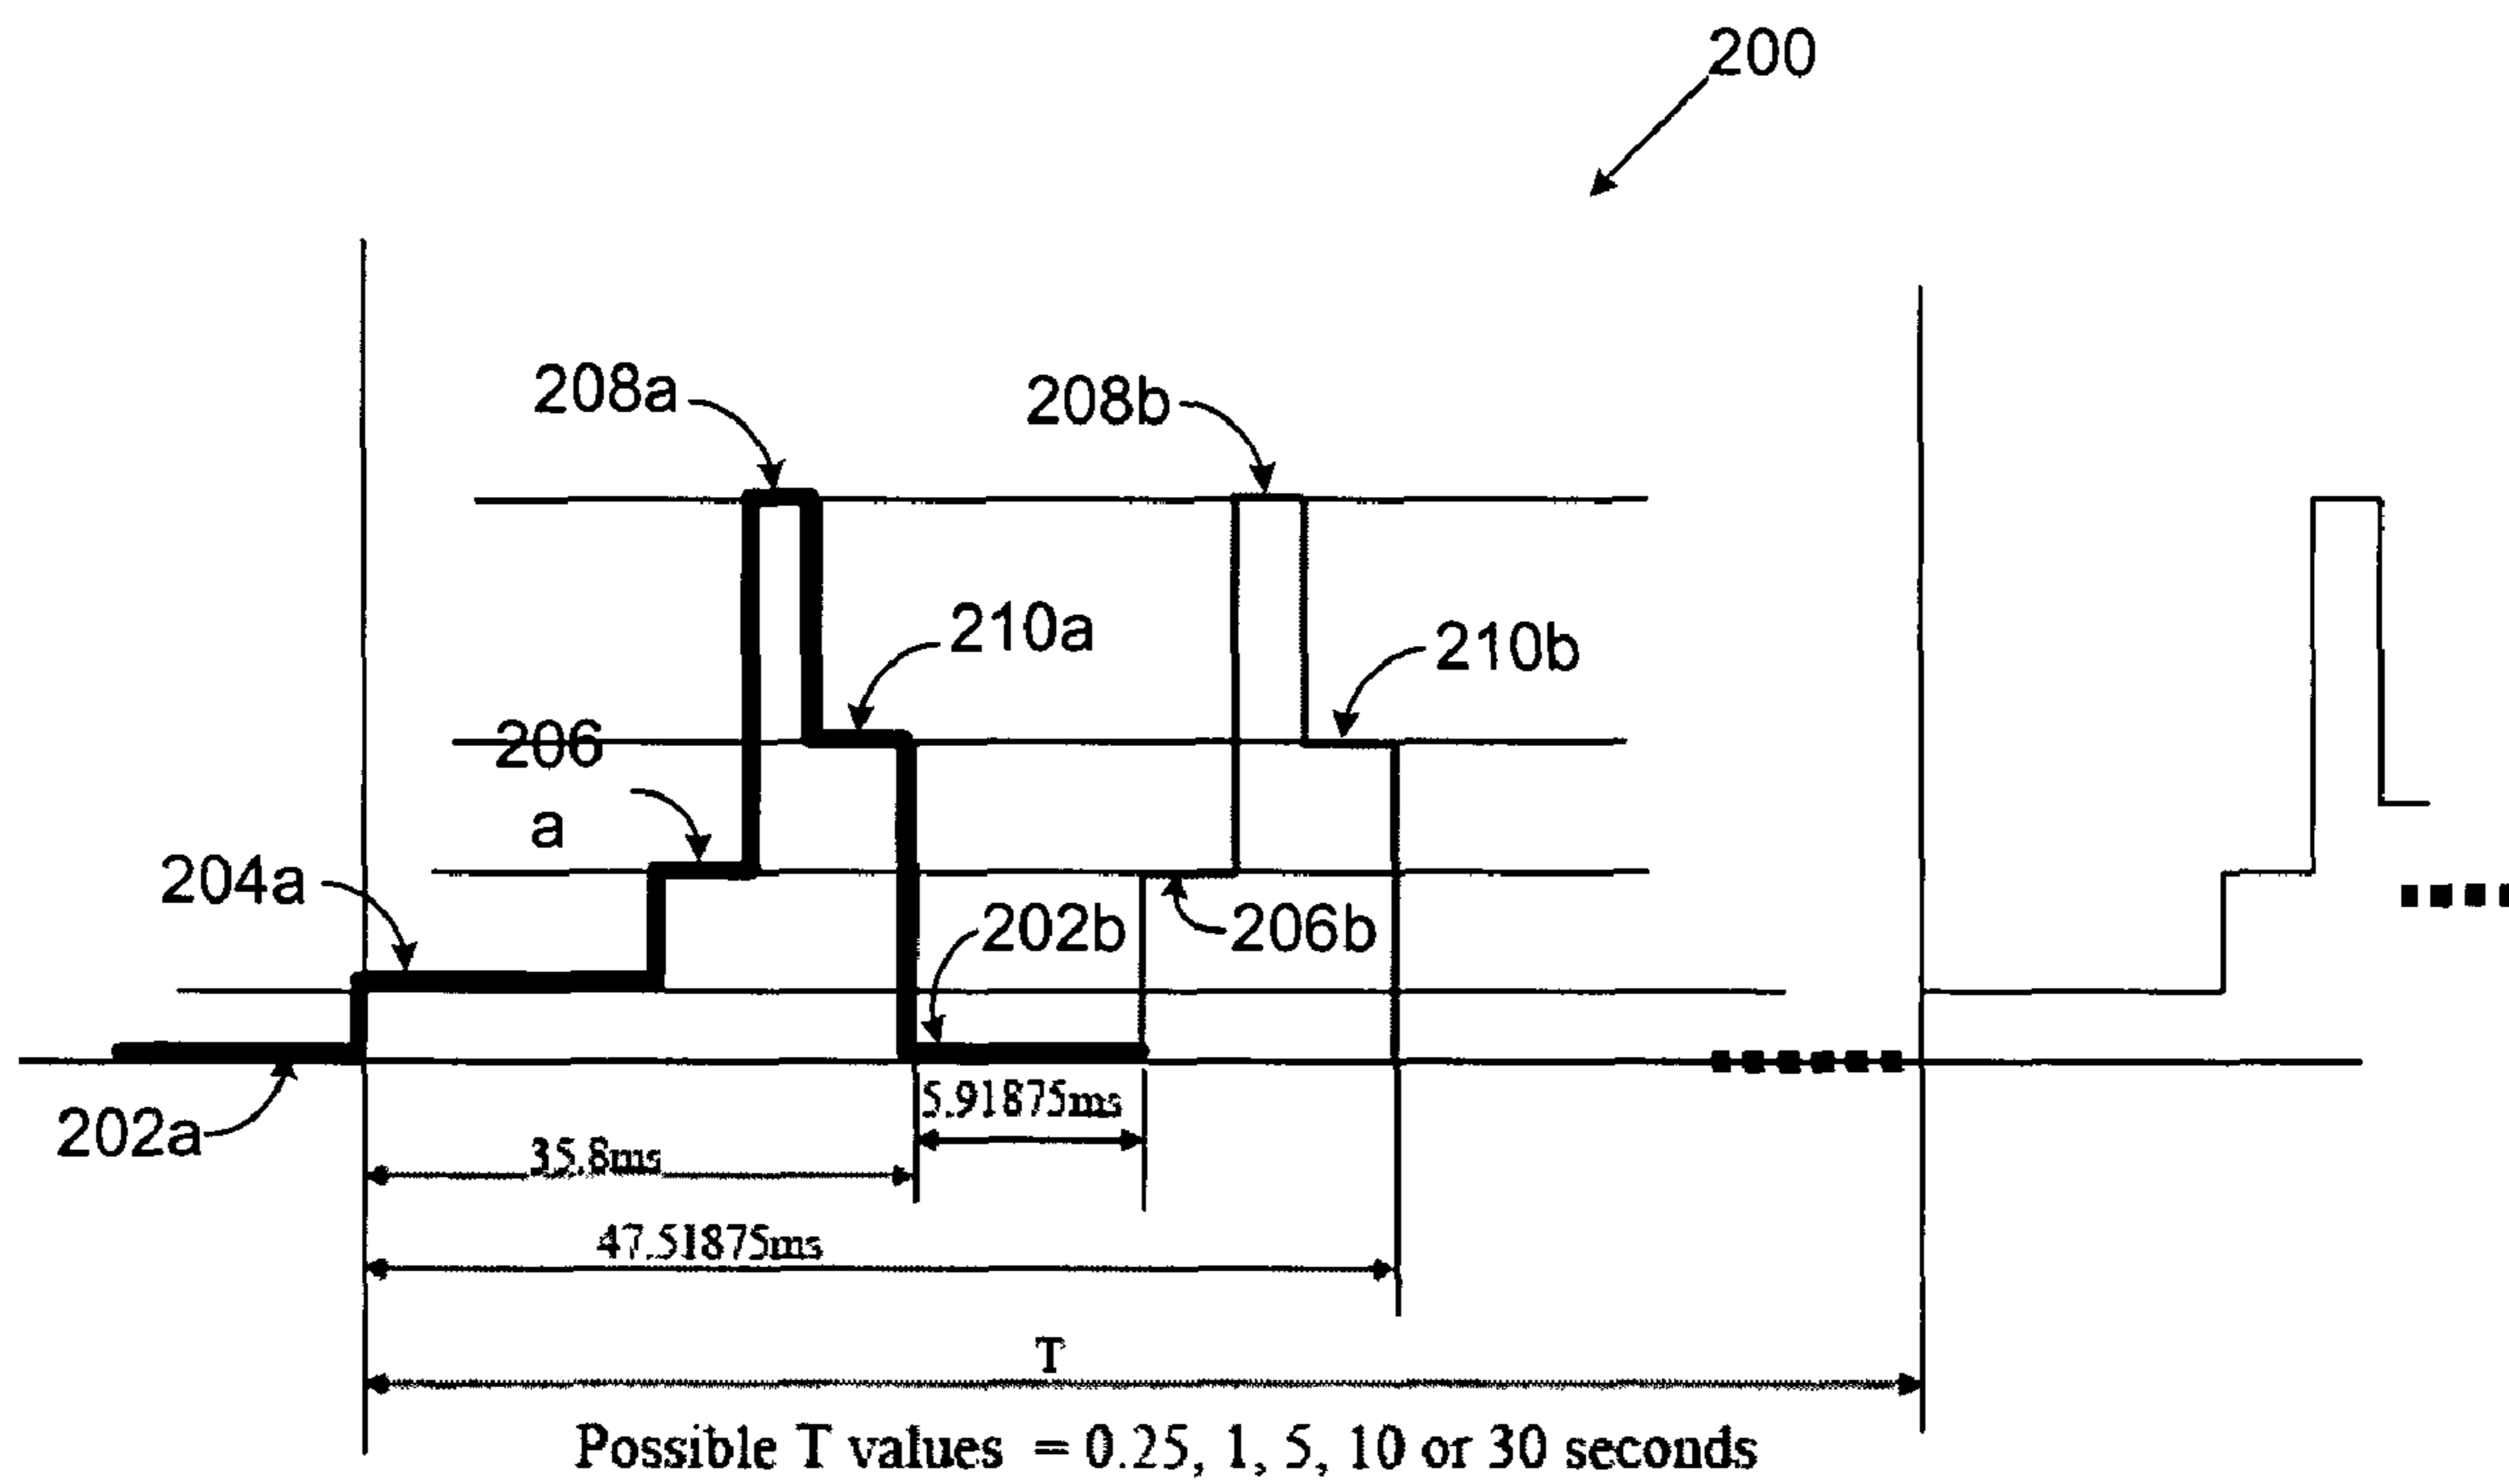 200
208a
208b
210a
210b
206
a
204a
202b
206b
5.91875ms
202a
35.8ms
47.51875ms
T
Possible T values = 0.25, 1, 5, 10 or 30 seconds